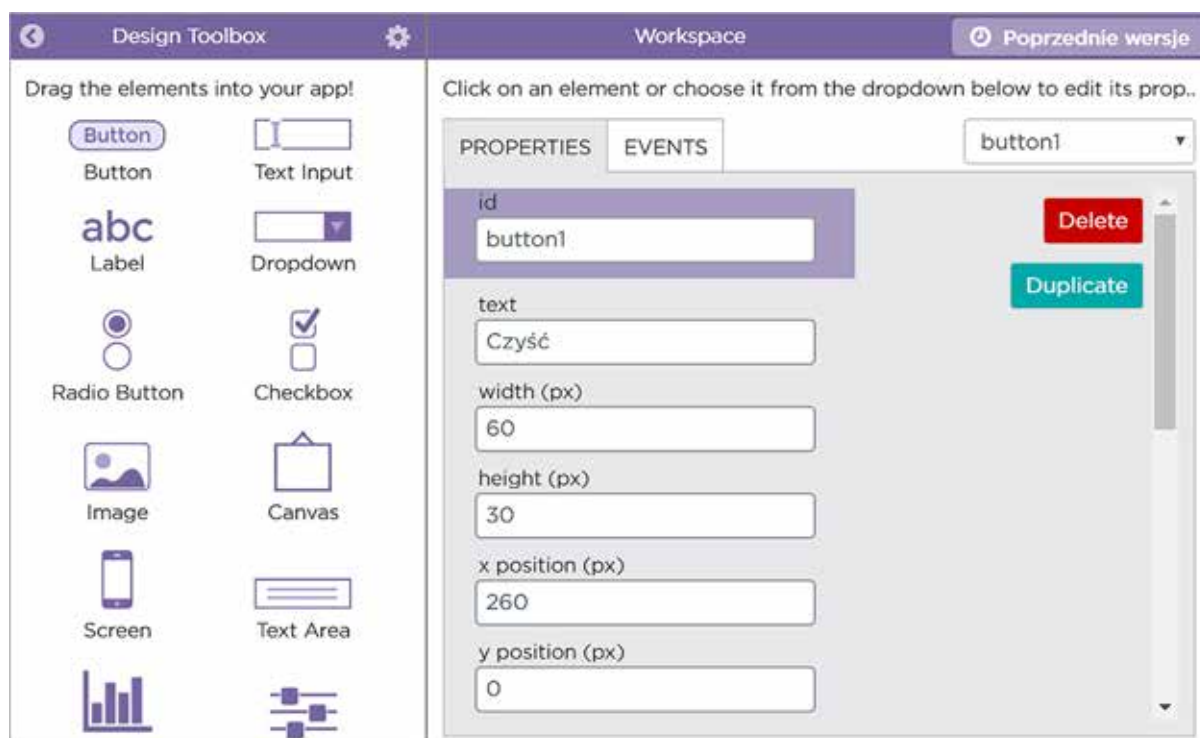 Design Toolbox
Drag the elements into your app!
Button
Button
Text Input
abc
Label
Dropdown
Radio Button
Checkbox
Image
Canvas
Screen
Text Area
Workspace
Poprzednie wersje
Click on an element or choose it from the dropdown below to edit its prop..
PROPERTIES
EVENTS
button1
id
button1
Delete
Duplicate
text
Czyść
width (px)
60
height (px)
30
x position (px)
260
y position (px)
0